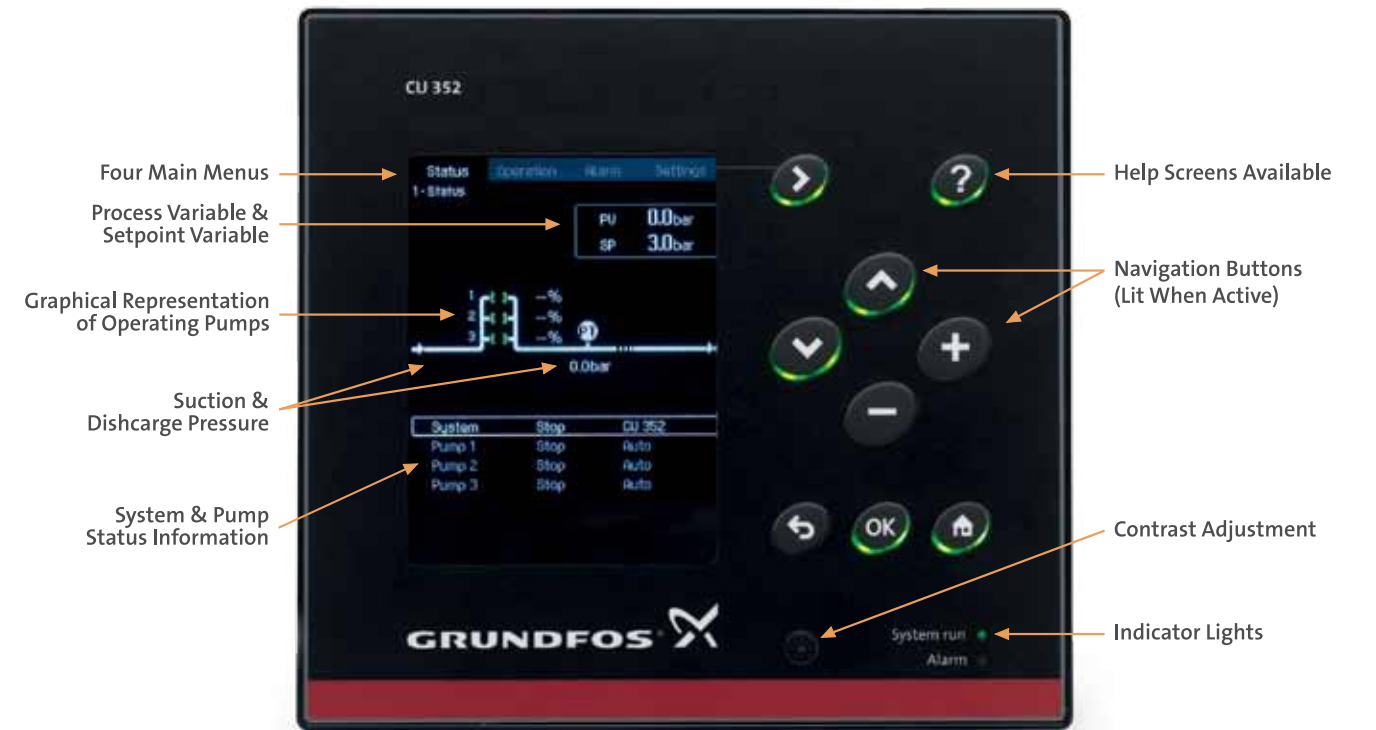 CU 352
Four Main Menus
Status Operation Alarm Settings
1 - Status
Help Screens Available
Process Variable &
Setpoint Variable
PU 0.0bar
SP 3.0bar
Navigation Buttons
(Lit When Active)
Graphical Representation
of Operating Pumps
1 --%
2 --%
3 --%
PT
0.0bar
Suction &
Dishcarge Pressure
System Stop CU 352
Pump 1 Stop Auto
Pump 2 Stop Auto
Pump 3 Stop Auto
System & Pump
Status Information
> ?
+
−
OK
Contrast Adjustment
GRUNDFOS
System run
Alarm
Indicator Lights